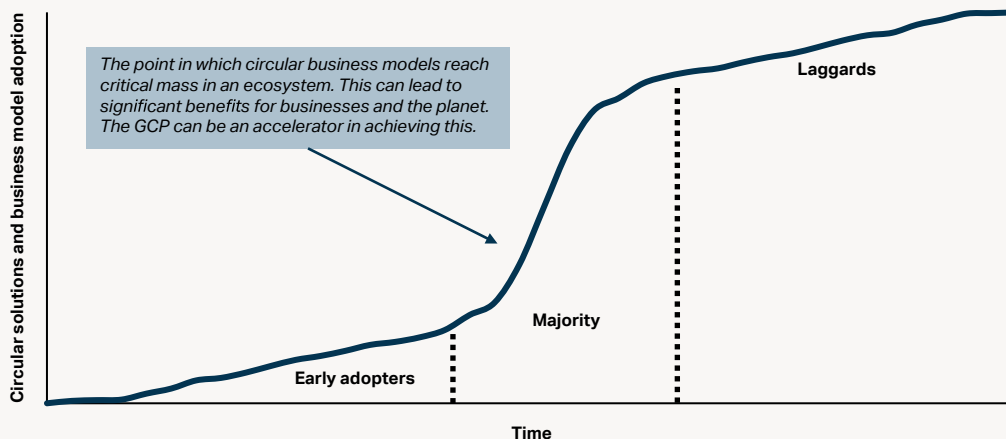 Circular solutions and business model adoption
The point in which circular business models reach
critical mass in an ecosystem. This can lead to
significant benefits for businesses and the planet.
The GCP can be an accelerator in achieving this.
Laggards
Majority
Early adopters
Time